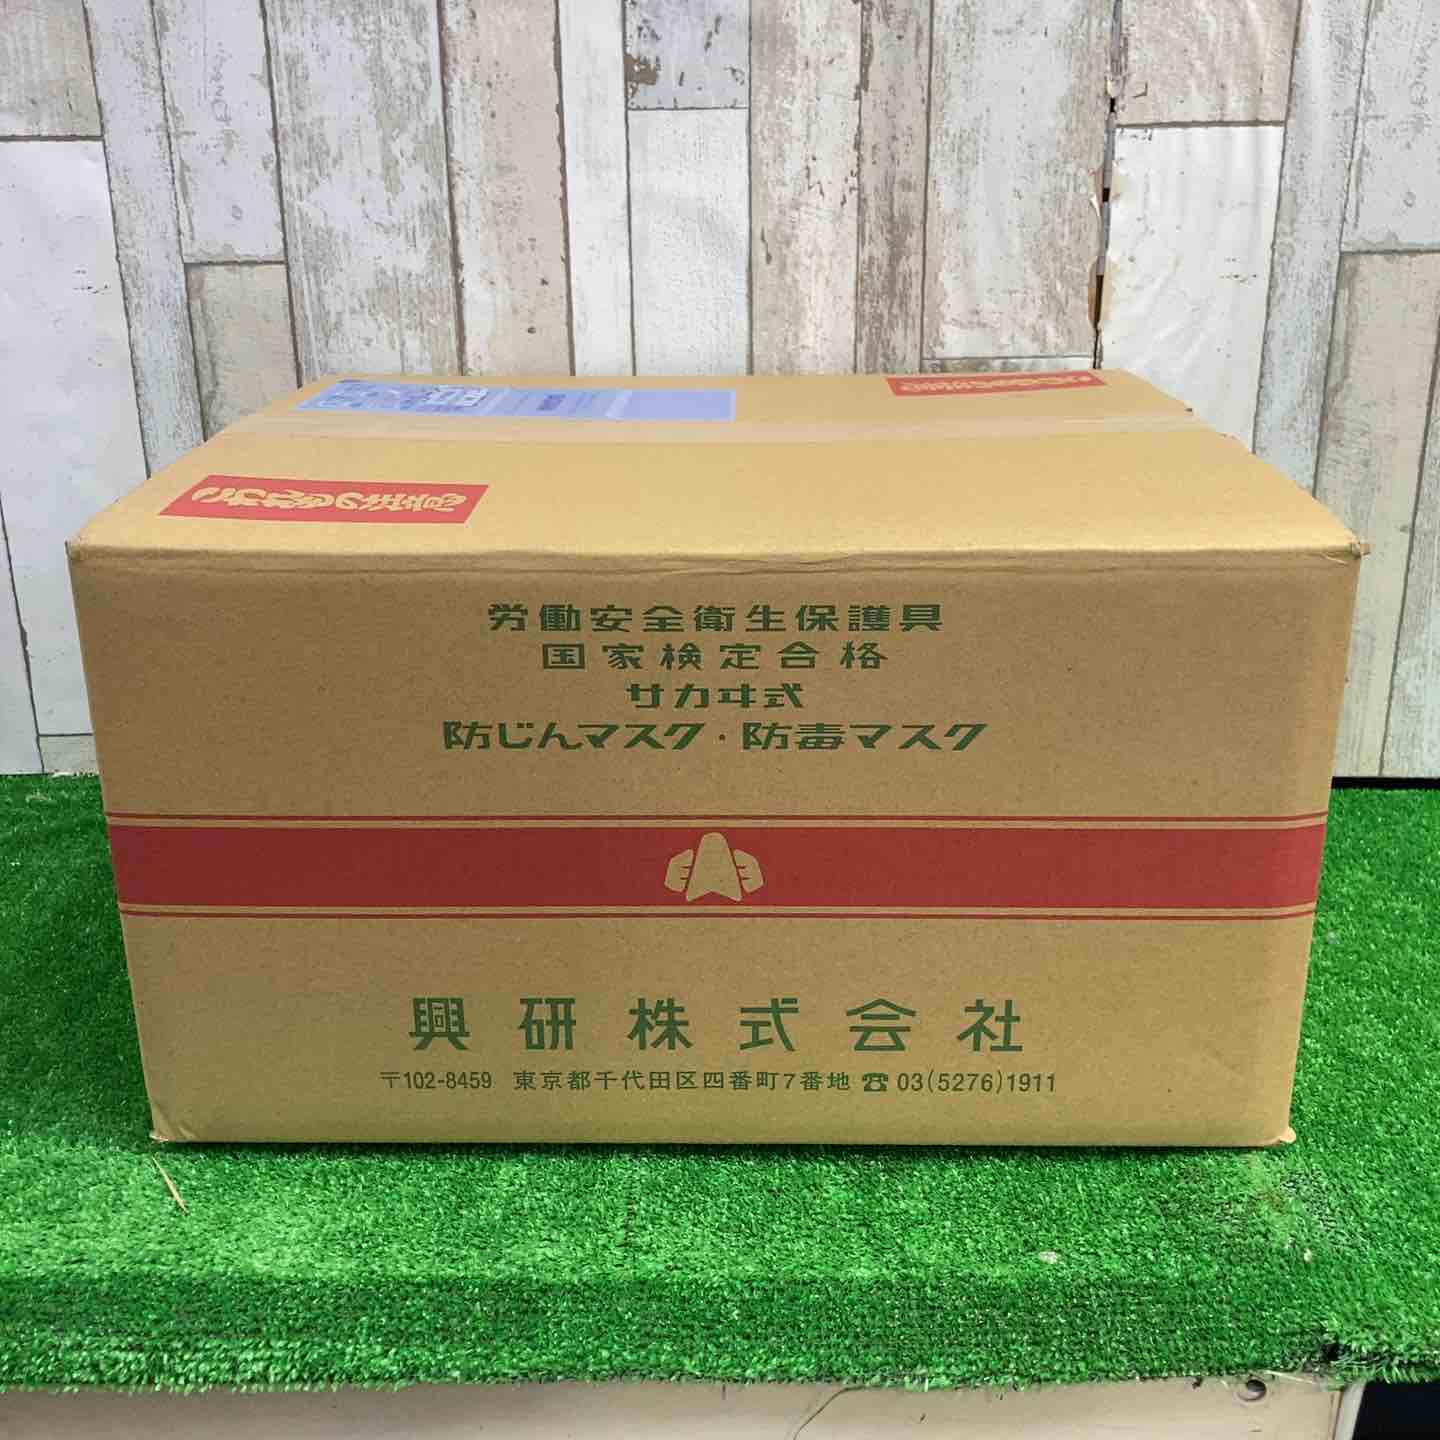 労働安全衛生保護具
国家検定合格
サカヰ式
防じんマスク・防毒マスク
興研株式会社
〒102-8459 東京都千代田区四番町7番地 ☎ 03(5276)1911